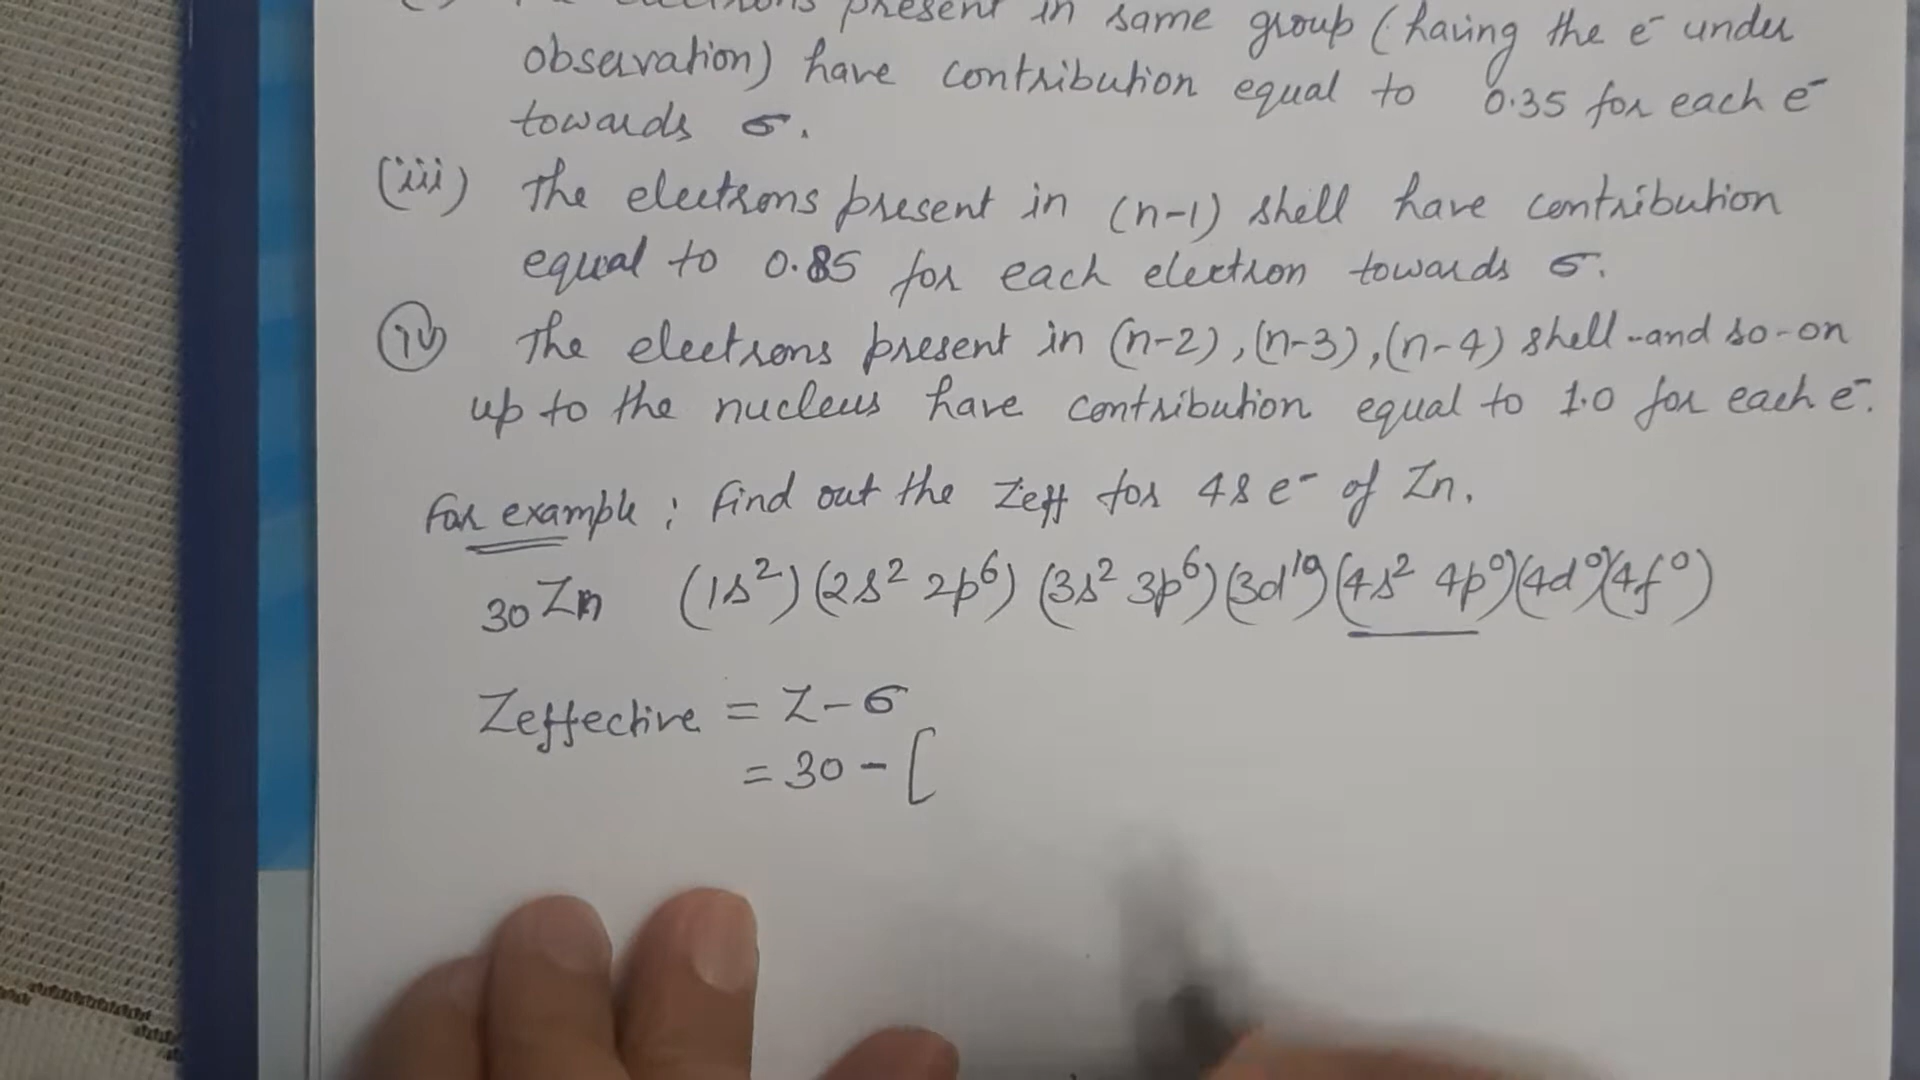 present in same group (having the e⁻ under
observation) have contribution equal to 0.35 for each e⁻
towards σ.
(iii) The electrons present in (n-1) shell have contribution
equal to 0.85 for each electron towards σ.
(iv) The electrons present in (n-2), (n-3), (n-4) shell -and so-on
up to the nucleus have contribution equal to 1.0 for each e⁻.
For example : Find out the Zeff for 4s e⁻ of Zn.
₃₀Zn (1s²) (2s² 2p⁶) (3s² 3p⁶) (3d¹⁰) (4s² 4p⁰) (4d⁰) (4f⁰)
Zeffective = Z - σ
= 30 - [